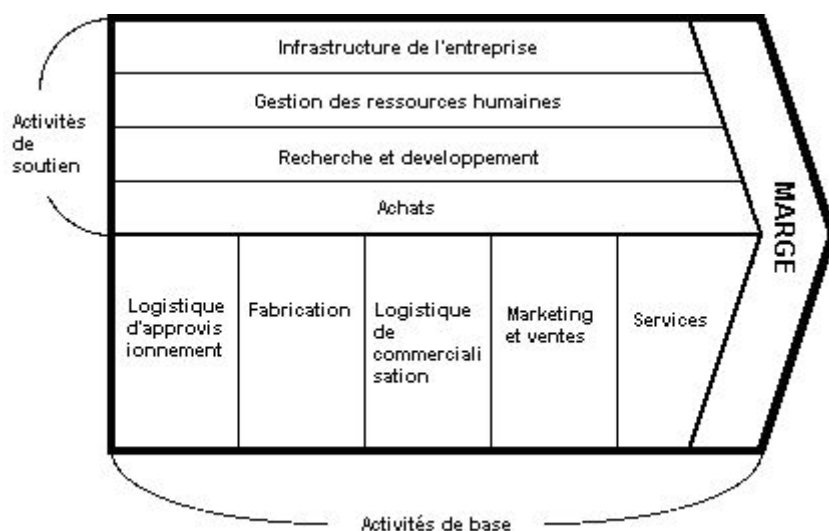 Infrastructure de l'entreprise
Gestion des ressources humaines
Recherche et developpement
Achats
Activités
de
soutien
MARGE
Logistique
d'approvis
ionnement
Fabrication
Logistique
de
commerciali
sation
Marketing
et ventes
Services
Activités de base